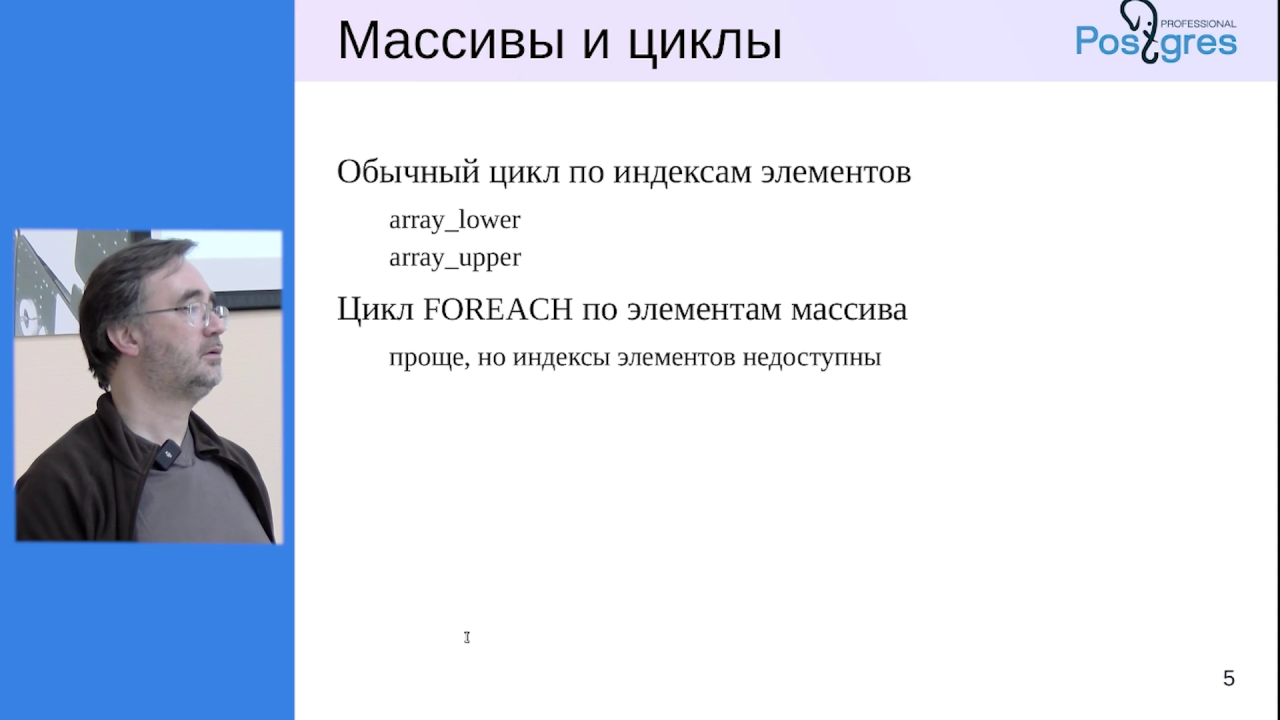 Массивы и циклы
PROFESSIONAL
Postgres
Обычный цикл по индексам элементов
array_lower
array_upper
Цикл FOREACH по элементам массива
проще, но индексы элементов недоступны
5